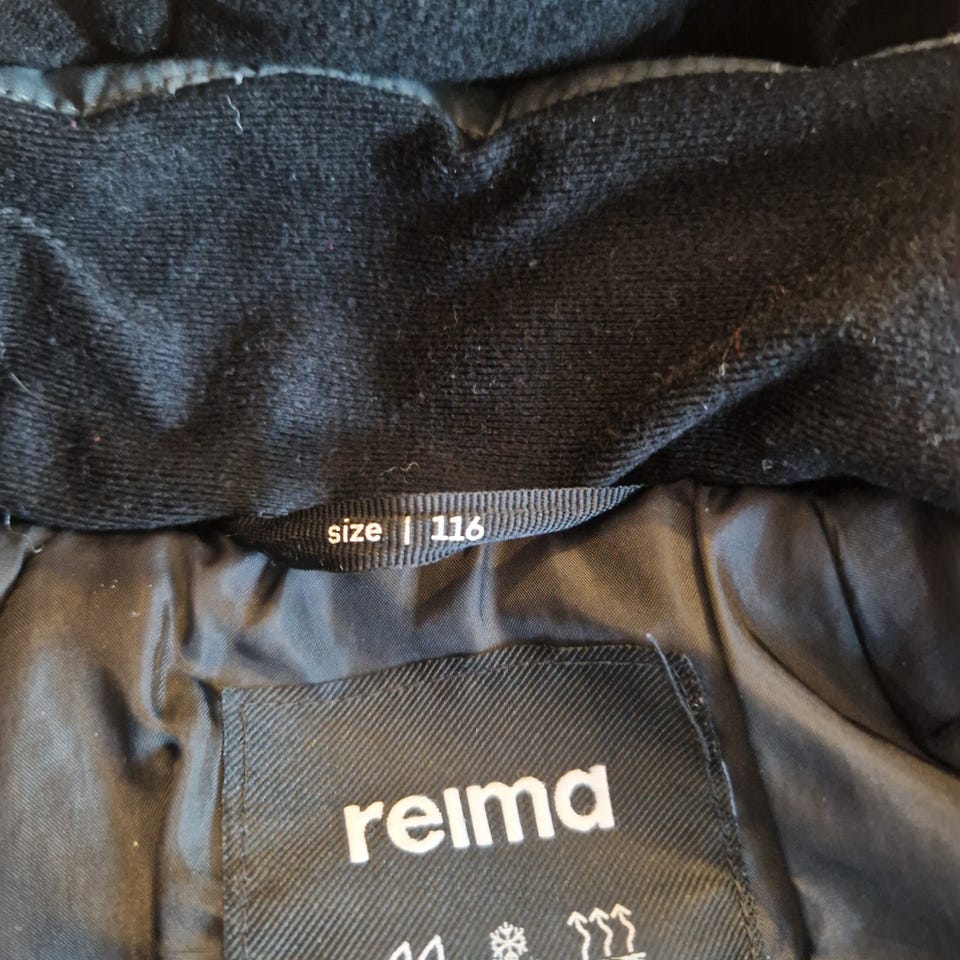 size | 116
reima